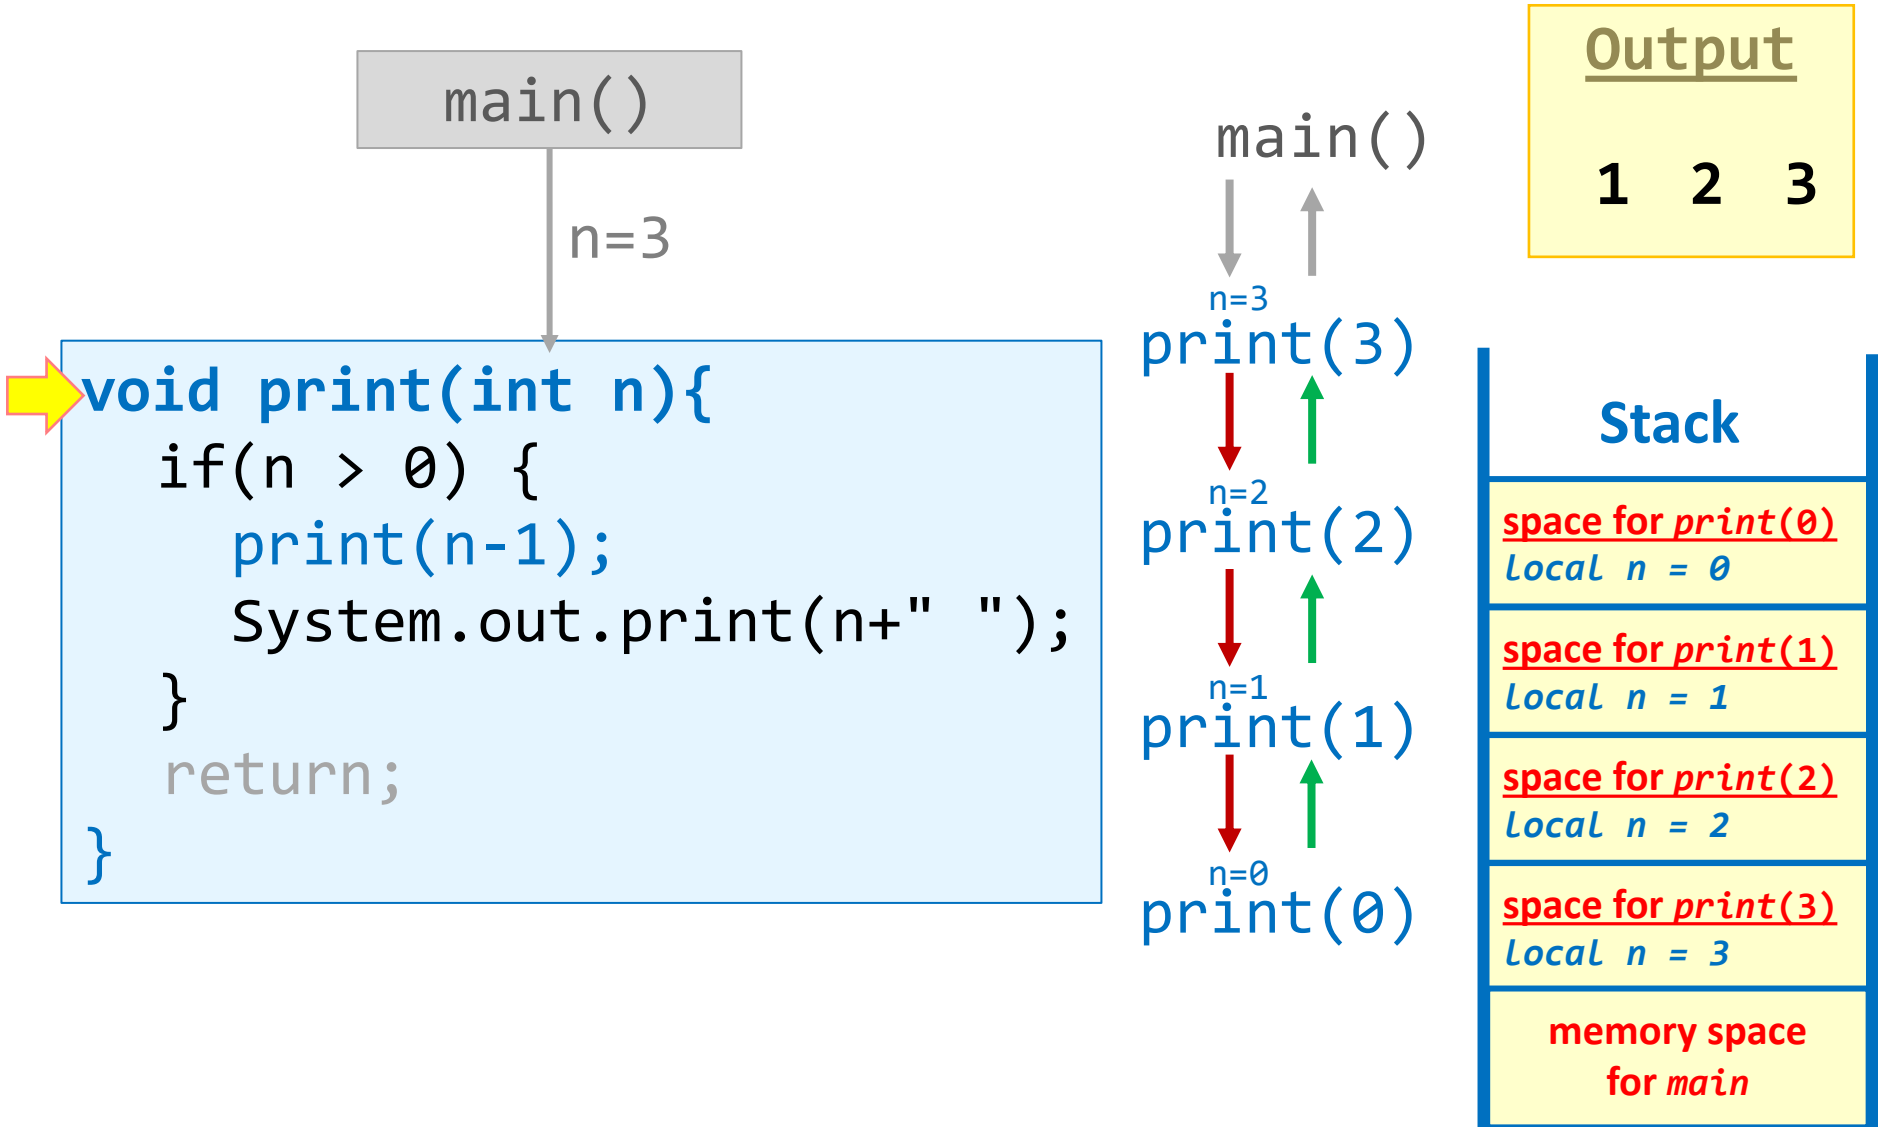 main()
n=3
void print(int n){
if(n > 0) {
print(n-1);
System.out.print(n+" ");
}
return;
}
main()
n=3
print(3)
n=2
print(2)
n=1
print(1)
n=0
print(0)
Output
1 2 3
Stack
space for print(0)
local n = 0
space for print(1)
local n = 1
space for print(2)
local n = 2
space for print(3)
local n = 3
memory space
for main